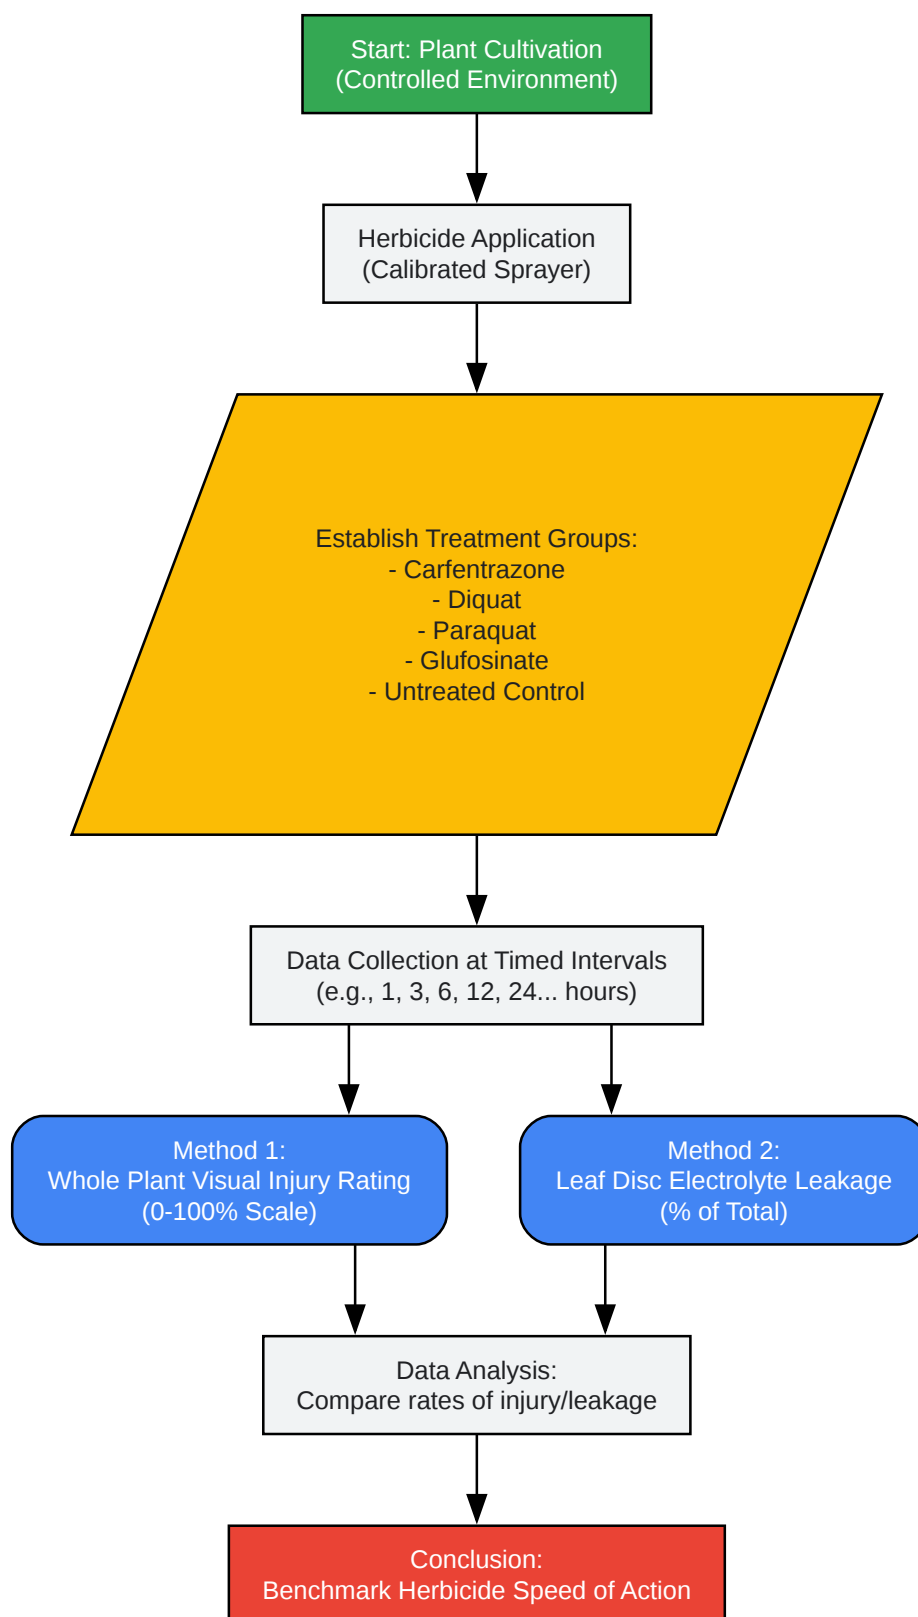 Start: Plant Cultivation
(Controlled Environment)
Herbicide Application
(Calibrated Sprayer)
Establish Treatment Groups:
- Carfentrazone
- Diquat
- Paraquat
- Glufosinate
- Untreated Control
Data Collection at Timed Intervals
(e.g., 1, 3, 6, 12, 24... hours)
Method 1:
Whole Plant Visual Injury Rating
(0-100% Scale)
Method 2:
Leaf Disc Electrolyte Leakage
(% of Total)
Data Analysis:
Compare rates of injury/leakage
Conclusion:
Benchmark Herbicide Speed of Action